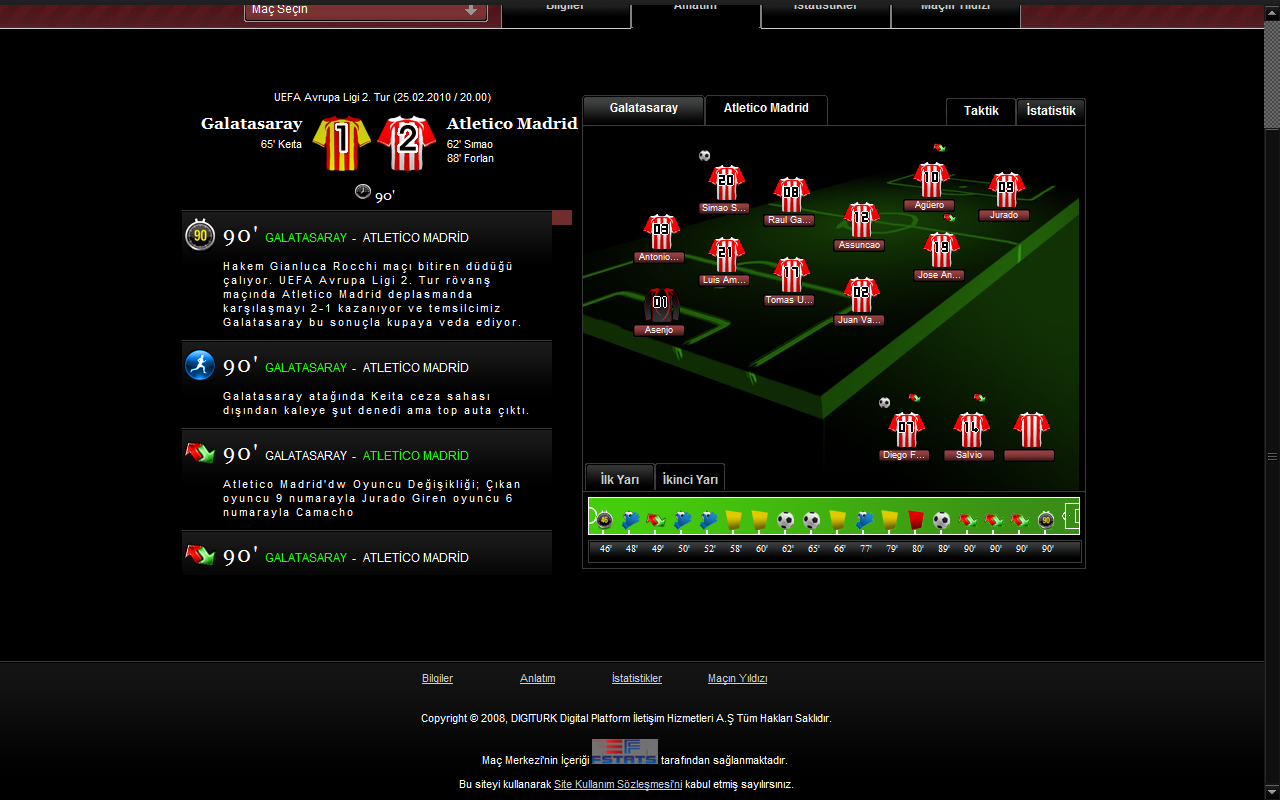 Maç Seçin
Bilgiler
Anlatım
İstatistikler
Maçın Yıldızı
UEFA Avrupa Ligi 2. Tur (25.02.2010 / 20.00)
Galatasaray
1
2
Atletico Madrid
65' Keita
62' Simao
88' Forlan
90'
90
90' GALATASARAY - ATLETİCO MADRİD
Hakem Gianluca Rocchi maçı bitiren düdüğü
çalıyor. UEFA Avrupa Ligi 2. Tur rövanş
maçında Atletico Madrid deplasmanda
karşılaşmayı 2-1 kazanıyor ve temsilcimiz
Galatasaray bu sonuçla kupaya veda ediyor.
90' GALATASARAY - ATLETİCO MADRİD
Galatasaray atağında Keita ceza sahası
dışından kaleye şut denedi ama top auta çıktı.
90' GALATASARAY - ATLETİCO MADRİD
Atletico Madrid'dw Oyuncu Değişikliği; Çıkan
oyuncu 9 numarayla Jurado Giren oyuncu 6
numarayla Camacho
90' GALATASARAY - ATLETİCO MADRİD
Galatasaray
Atletico Madrid
Taktik
İstatistik
20
Simao S...
08
Raul Ga...
10
Agüero
09
Jurado
03
Antonio...
12
Assuncao
21
Luis Am...
19
Jose An...
17
Tomas U...
02
Juan Va...
01
Asenjo
07
Diego F...
14
Salvio
İlk Yarı
İkinci Yarı
46
90
46' 48' 49' 50' 52' 58' 60' 62' 65' 66' 77' 79' 80' 89' 90' 90' 90' 90'
Bilgiler
Anlatım
İstatistikler
Maçın Yıldızı
Copyright © 2008, DIGITURK Digital Platform İletişim Hizmetleri A.Ş Tüm Hakları Saklıdır.
Maç Merkezi'nin İçeriği ESTATS tarafından sağlanmaktadır.
Bu siteyi kullanarak Site Kullanım Sözleşmesi'ni kabul etmiş sayılırsınız.